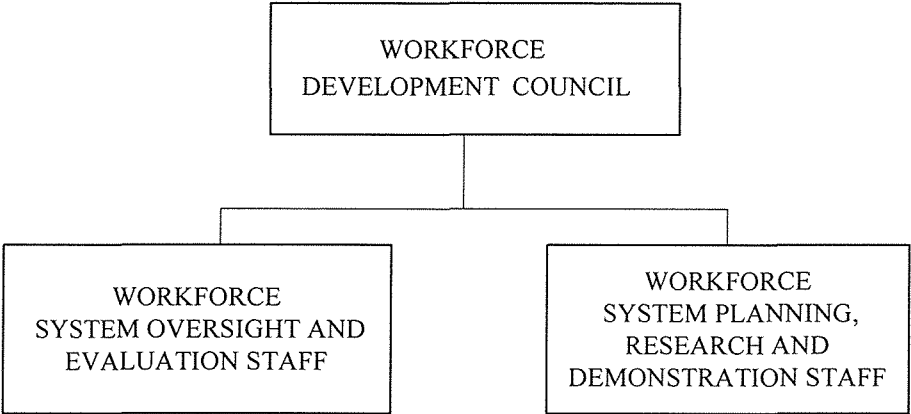 WORKFORCE
DEVELOPMENT COUNCIL
WORKFORCE
SYSTEM OVERSIGHT AND
EVALUATION STAFF
WORKFORCE
SYSTEM PLANNING,
RESEARCH AND
DEMONSTRATION STAFF